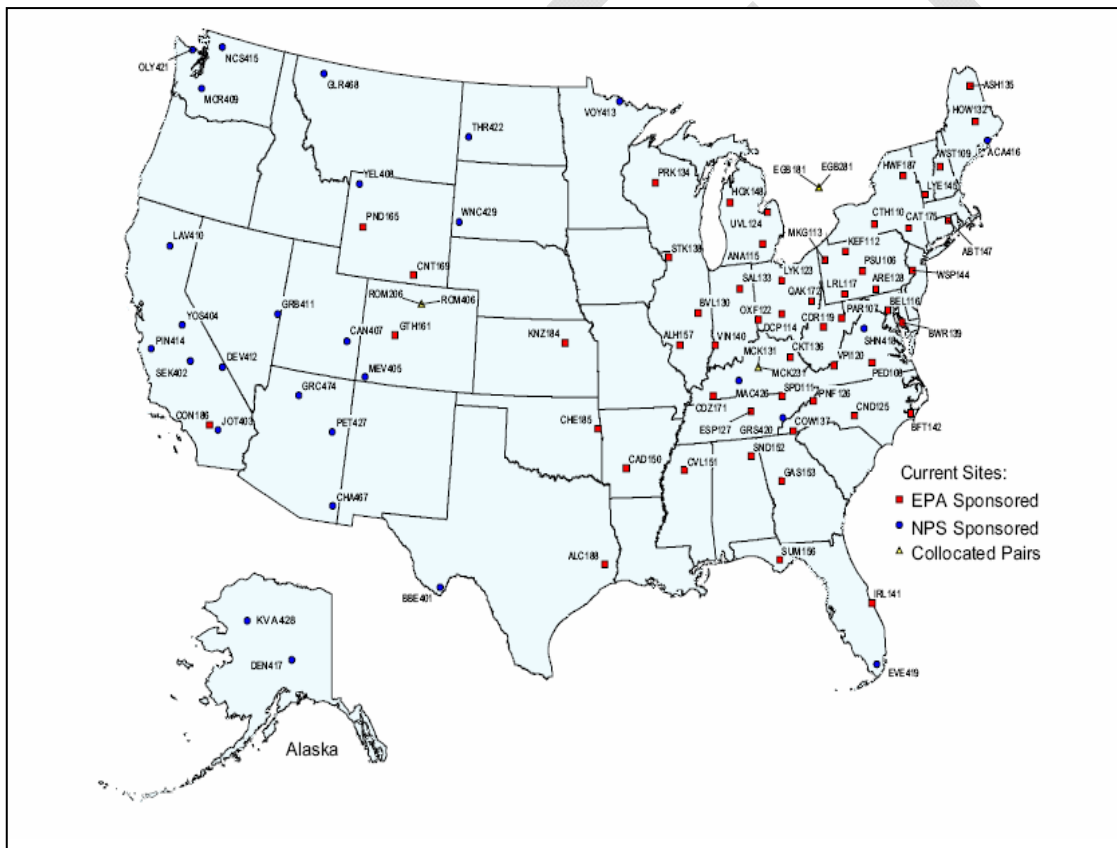 OLY421
NCS415
MCR409
GLR468
THR422
VOY413
ASH135
HOW132
ACA416
WST109
HWF187
LYE145
EGB181
EGB281
PRK134
HOX148
UVL124
ANA115
MKG113
CTH110
CAT175
ABT147
KEF112
PSU106
WSP144
ARE128
LRL117
YEL408
PND165
WNC429
STK138
LAV410
CNT169
ROM206
ROM406
LYK123
SAL133
OAK172
BVL130
OXF122
DCP114
CDR119
PAR107
BEL116
BWR139
GRB411
YOS404
CAN407
GTH161
KNZ184
ALH157
VIN140
MCK131
MCK231
CKT136
SHN418
VPI120
PED108
PIN414
SEK402
DEV412
MEV405
GRC474
MAC426
CDZ171
SPD111
PNF126
CND125
BFT142
ESP127
GRS420
COW137
CON186
JOT403
PET427
CHE185
CAD150
CVL151
SND152
GAS153
CHA467
Current Sites:
EPA Sponsored
NPS Sponsored
Collocated Pairs
ALC188
SUM156
BBE401
IRL141
EVE419
KVA428
DEN417
Alaska